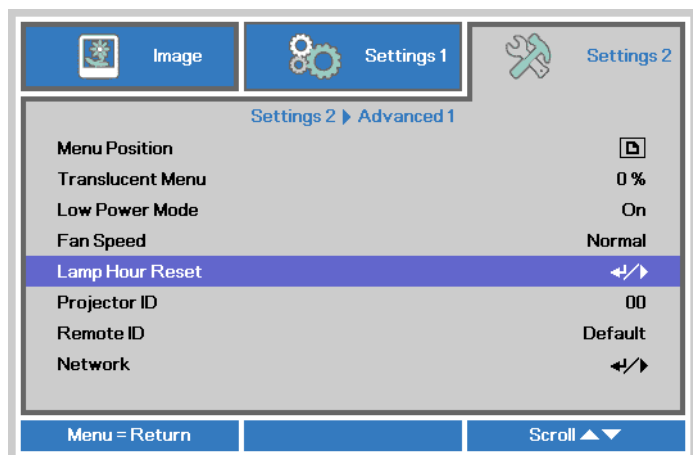 Image
Settings 1
Settings 2
Settings 2 Advanced 1
Menu Position
Translucent Menu 0 %
Low Power Mode On
Fan Speed Normal
Lamp Hour Reset
Projector ID 00
Remote ID Default
Network
Menu = Return
Scroll